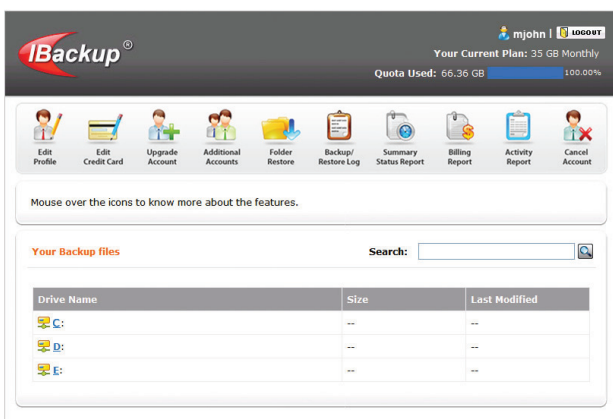 IBackup®
mjohn | LOGOUT
Your Current Plan: 35 GB Monthly
Quota Used: 66.36 GB 100.00%
Edit Profile
Edit Credit Card
Upgrade Account
Additional Accounts
Folder Restore
Backup/ Restore Log
Summary Status Report
Billing Report
Activity Report
Cancel Account
Mouse over the icons to know more about the features.
Your Backup files Search:
Drive Name Size Last Modified
C: -- --
D: -- --
E: -- --